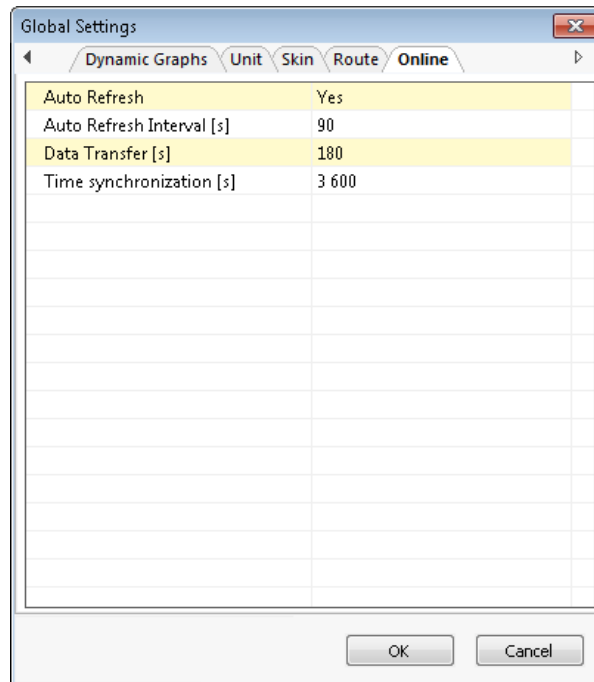 Global Settings
Dynamic Graphs Unit Skin Route Online
Auto Refresh Yes
Auto Refresh Interval [s] 90
Data Transfer [s] 180
Time synchronization [s] 3 600
OK Cancel